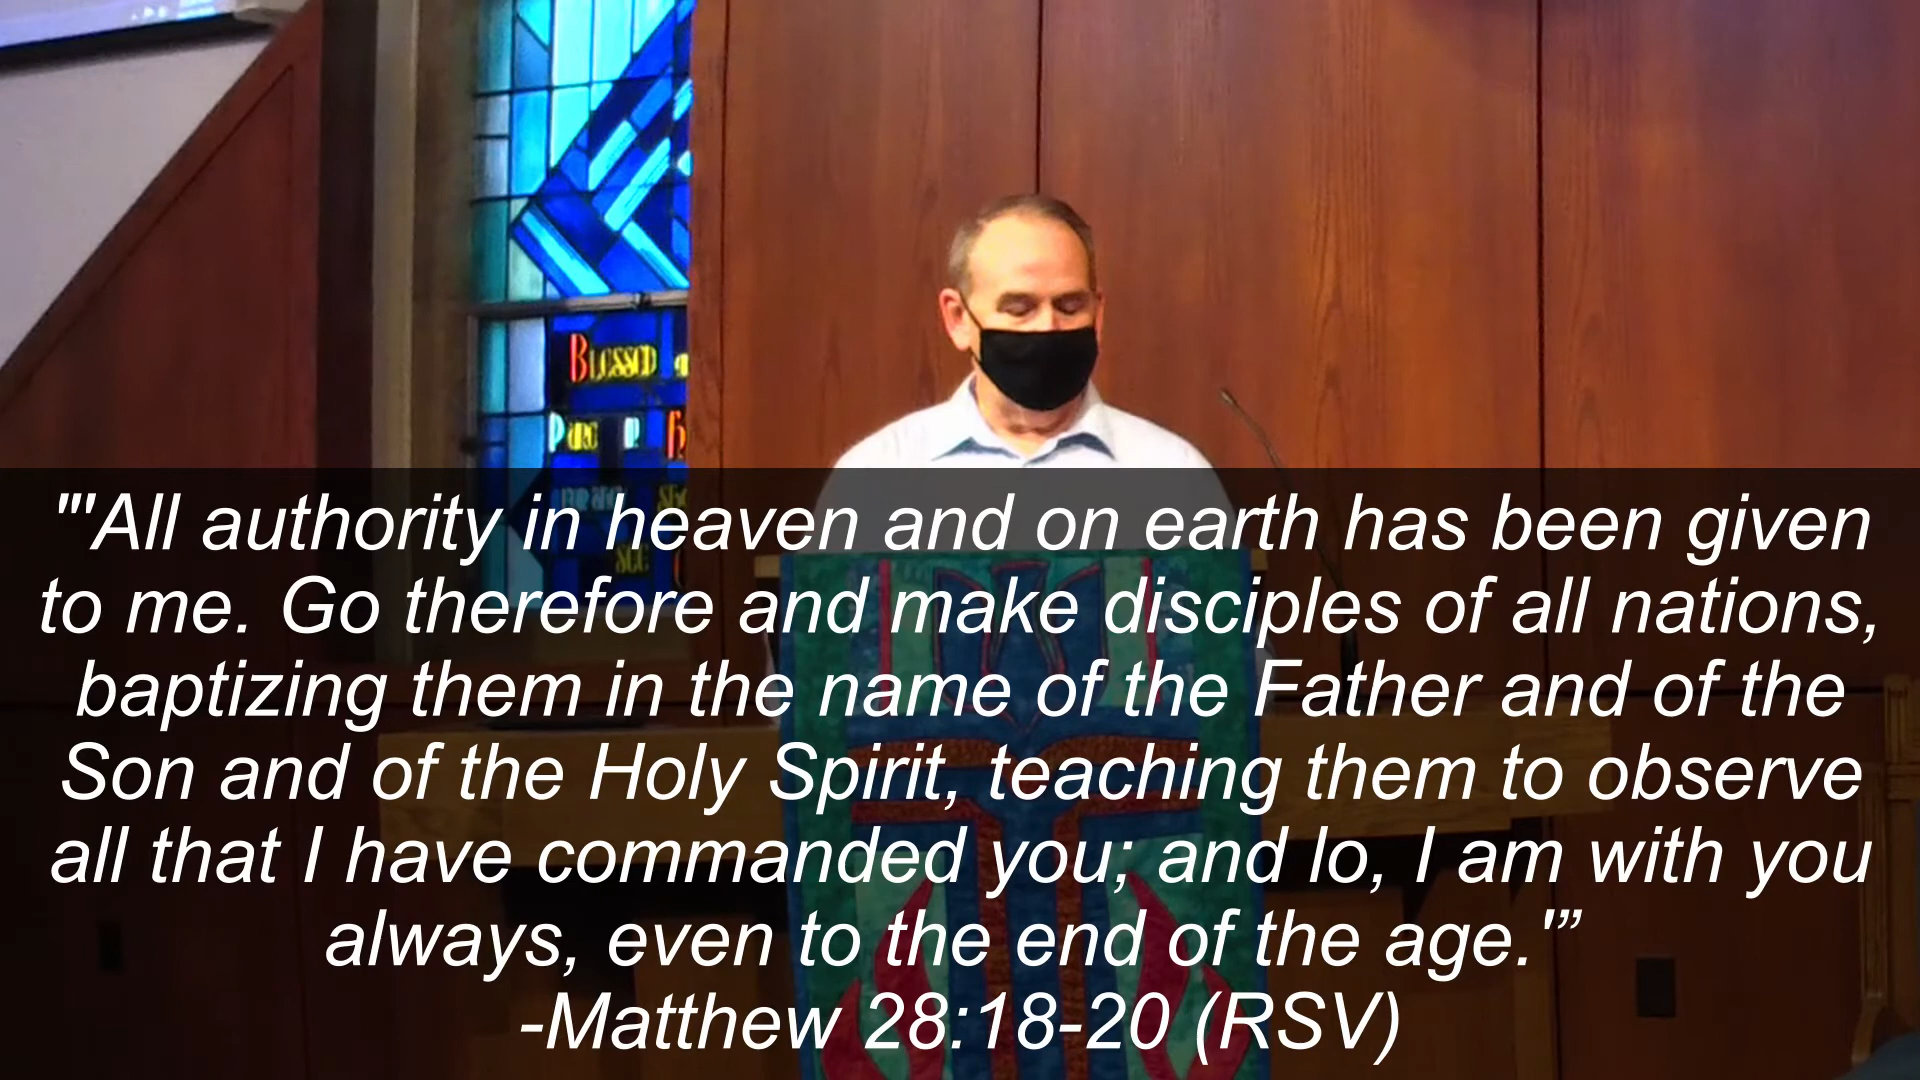 BLESSED
PURE
"'All authority in heaven and on earth has been given
to me. Go therefore and make disciples of all nations,
baptizing them in the name of the Father and of the
Son and of the Holy Spirit, teaching them to observe
all that I have commanded you; and lo, I am with you
always, even to the end of the age.'”
-Matthew 28:18-20 (RSV)